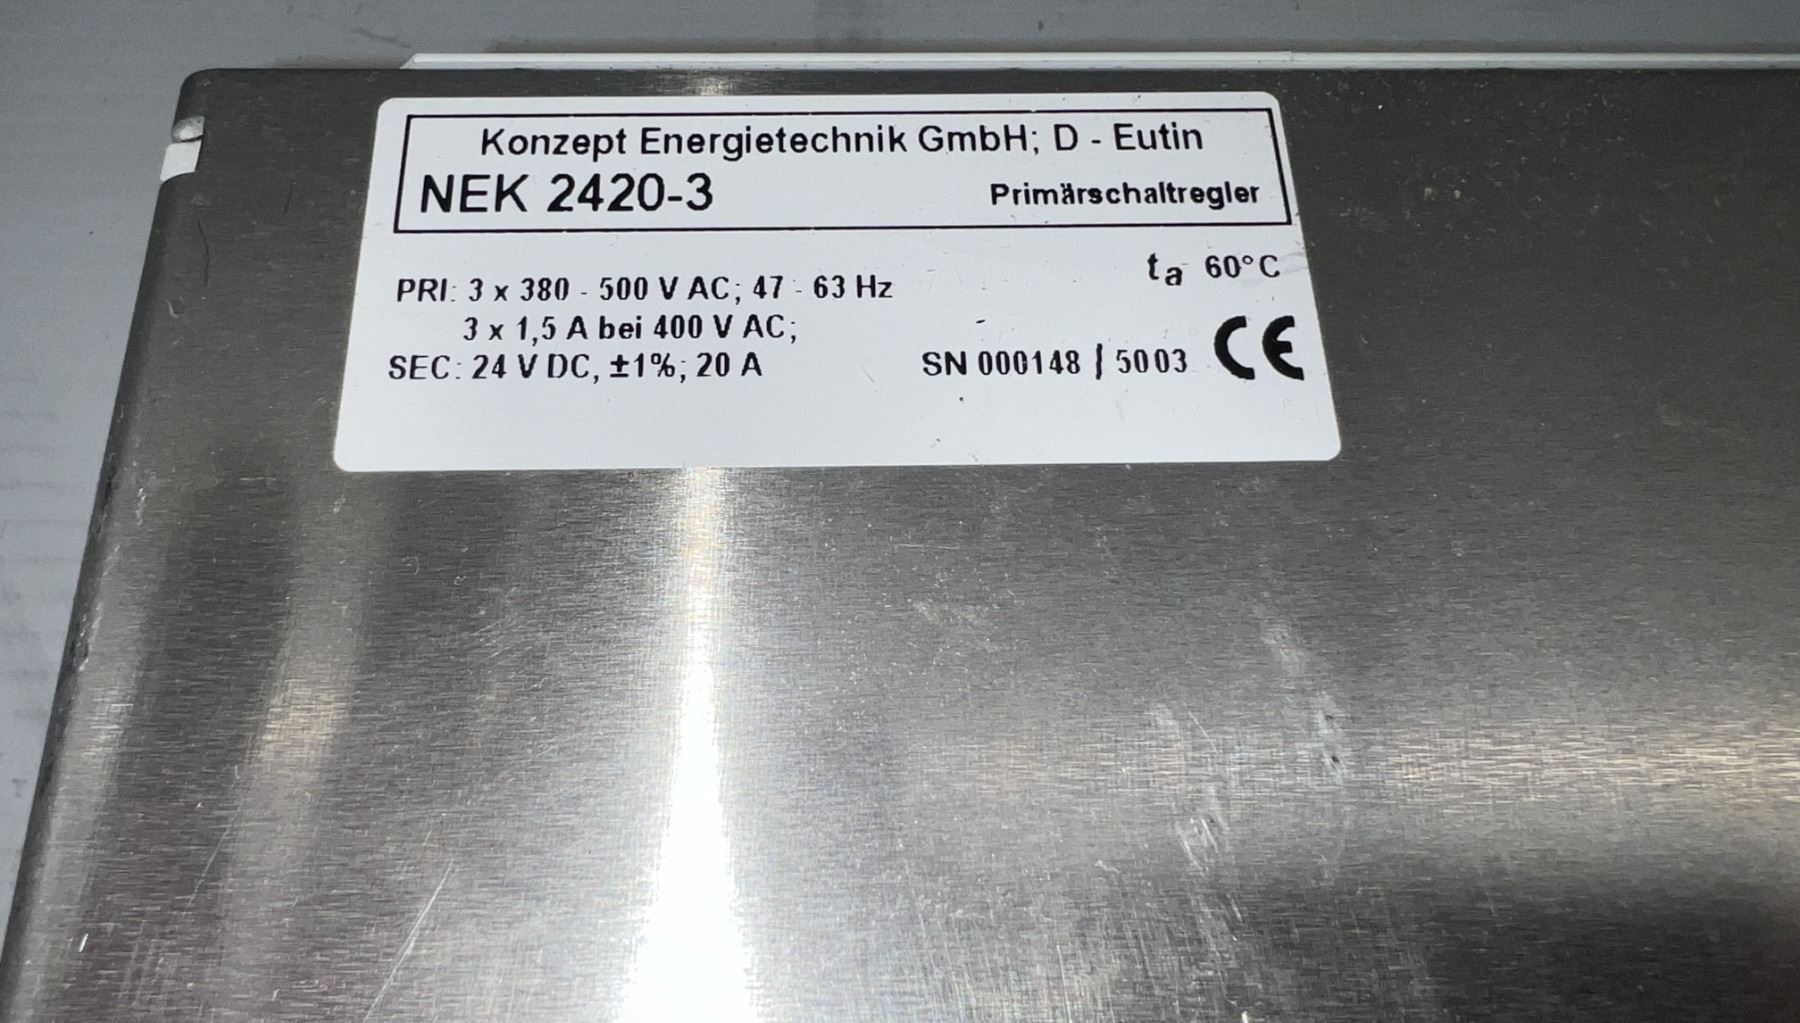 Konzept Energietechnik GmbH; D - Eutin
NEK 2420-3 Primärschaltregler
ta 60°C
PRI: 3 x 380 - 500 V AC; 47 - 63 Hz
3 x 1,5 A bei 400 V AC;
SEC: 24 V DC, ±1%; 20 A
SN 000148 / 5003 CE